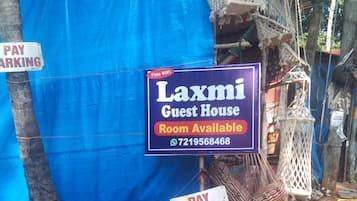 PAY
PARKING
Free WiFi
Laxmi
Guest House
Room Available
7219568468
PAY